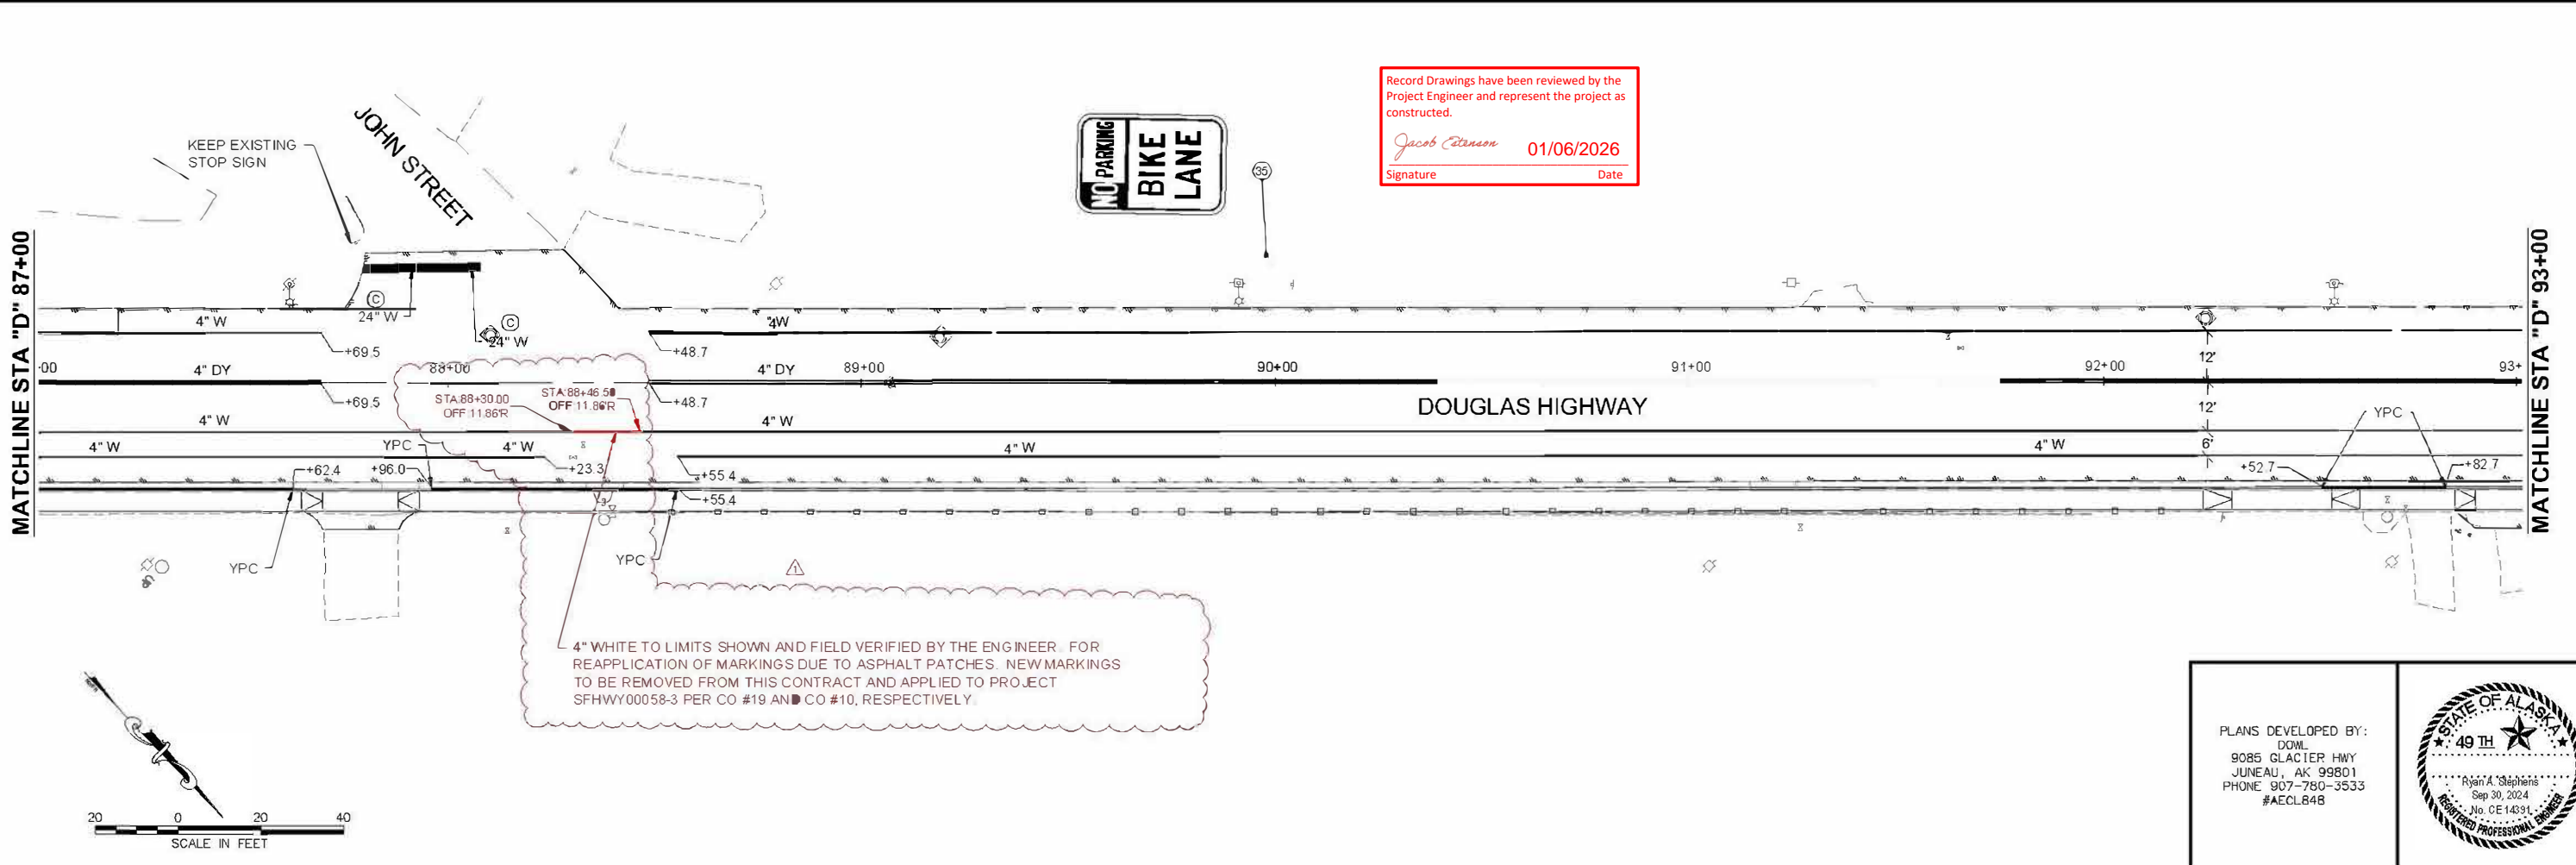 Record Drawings have been reviewed by the
Project Engineer and represent the project as
constructed.
Jacob Estenson
01/06/2026
Signature
Date
KEEP EXISTING
STOP SIGN
JOHN STREET
NO PARKING
BIKE
LANE
35
MATCHLINE STA "D" 87+00
MATCHLINE STA "D" 93+00
C
24" W
C
24" W
4" W
4"W
+69.5
+48.7
12'
-00
4" DY
88+00
4" DY
89+00
90+00
91+00
92+00
93+
+69.5
STA:88+30.00
OFF:11.86'R
STA:88+46.50
OFF:11.86'R
+48.7
DOUGLAS HIGHWAY
12'
YPC
4" W
4" W
4" W
YPC
4" W
4" W
4" W
6'
+62.4
+96.0
+23.3
+55.4
+52.7
+82.7
+55.4
YPC
YPC
1
4" WHITE TO LIMITS SHOWN AND FIELD VERIFIED BY THE ENGINEER. FOR
REAPPLICATION OF MARKINGS DUE TO ASPHALT PATCHES. NEW MARKINGS
TO BE REMOVED FROM THIS CONTRACT AND APPLIED TO PROJECT
SFHWY00058-3 PER CO #19 AND CO #10, RESPECTIVELY.
20 0 20 40
SCALE IN FEET
PLANS DEVELOPED BY:
DOWL
9085 GLACIER HWY
JUNEAU, AK 99801
PHONE 907-780-3533
#AECL848
STATE OF ALASKA
49 TH
Ryan A. Stephens
Sep 30, 2024
No. CE 14391
REGISTERED PROFESSIONAL ENGINEER